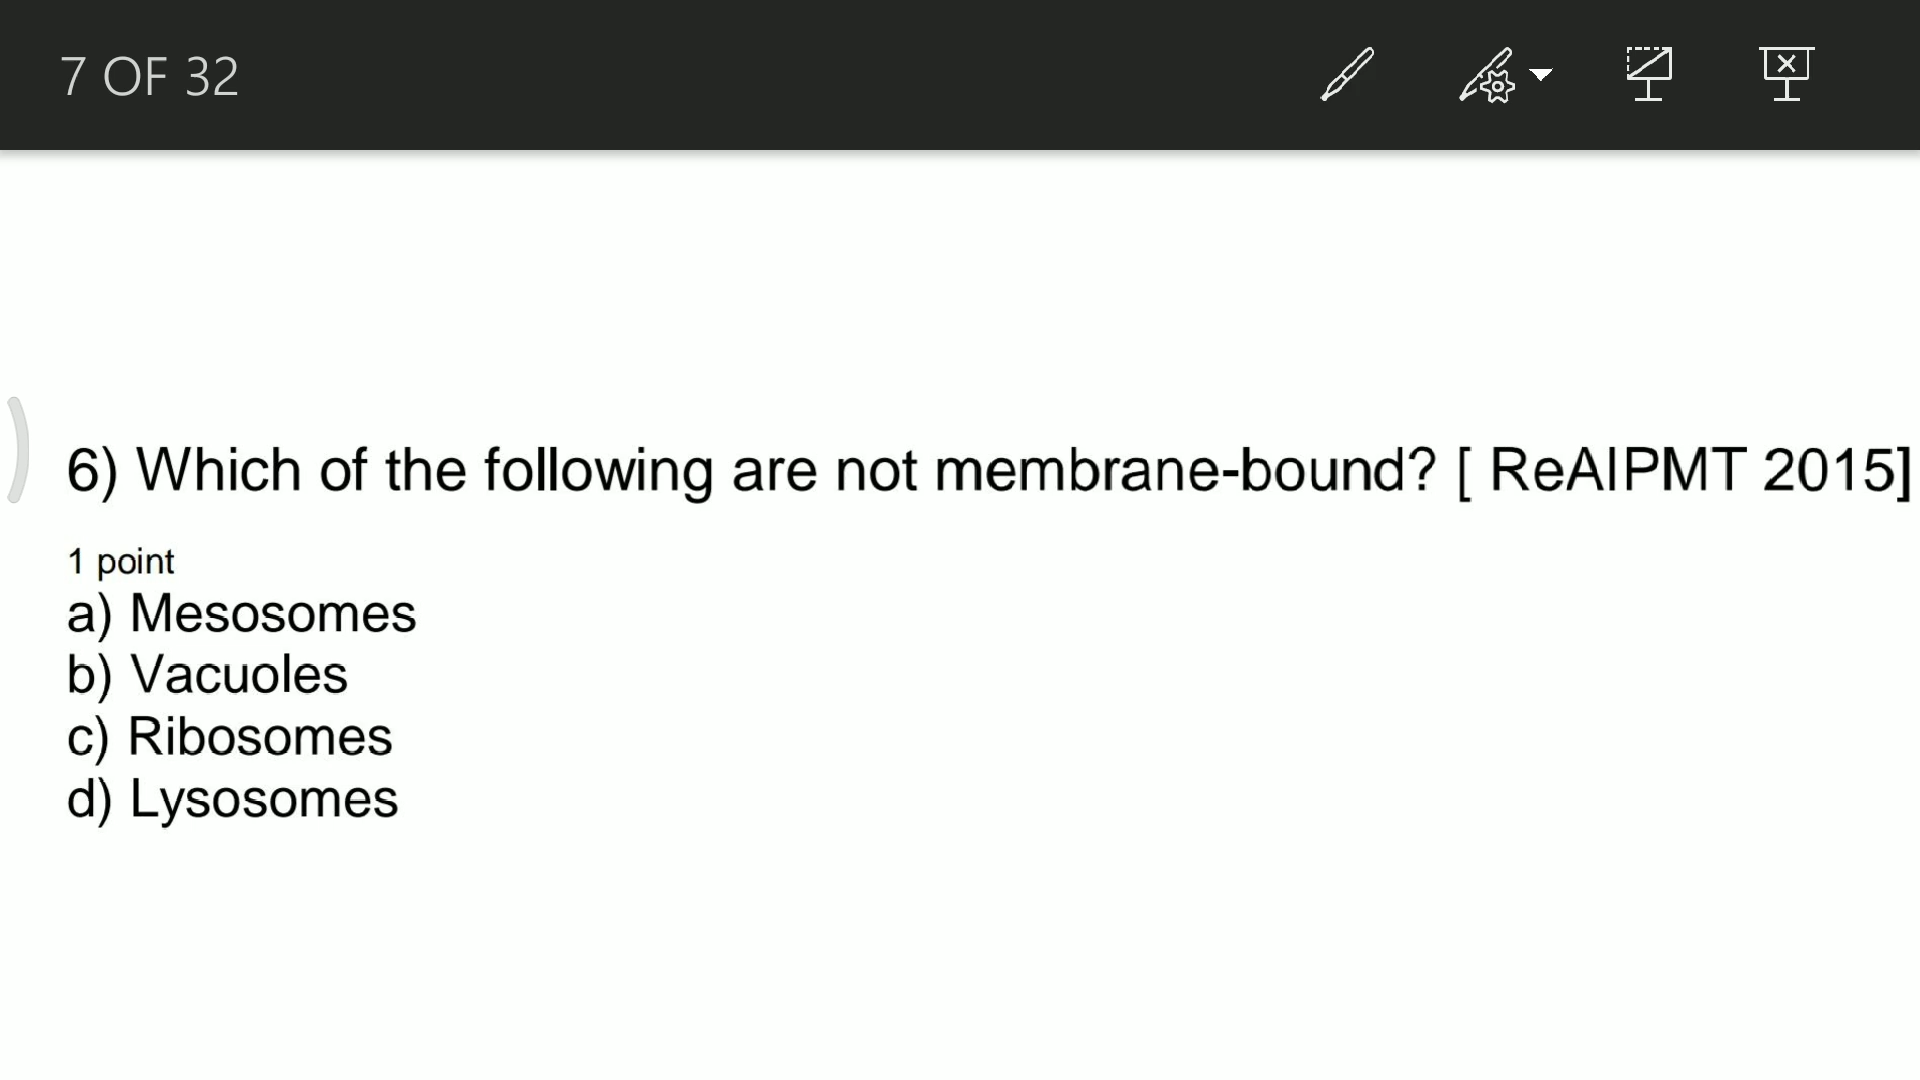 7 OF 32
6) Which of the following are not membrane-bound? [ ReAIPMT 2015]
1 point
a) Mesosomes
b) Vacuoles
c) Ribosomes
d) Lysosomes